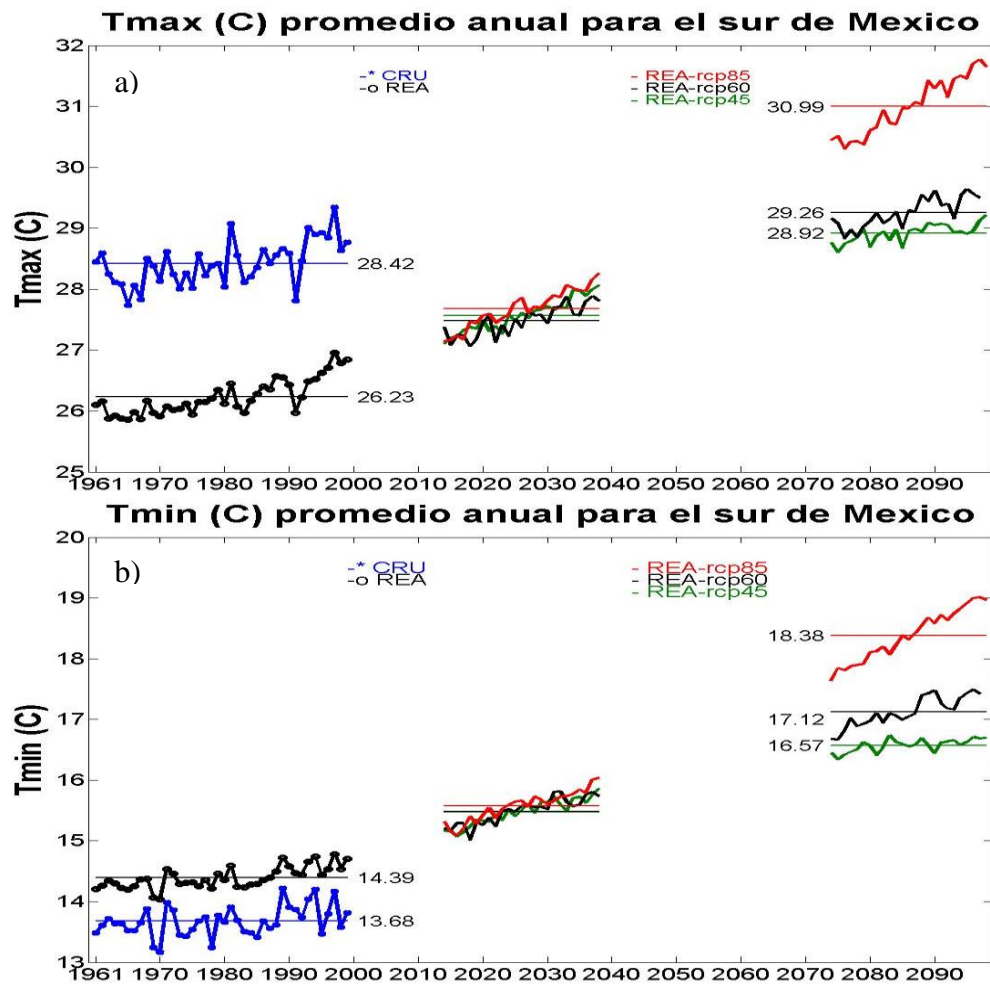 Tmax (C) promedio anual para el sur de Mexico
a)
-* CRU
-o REA
- REA-rcp85
- REA-rcp60
- REA-rcp45
Tmax (C)
32
31
30
29
28
27
26
25
30.99
29.26
28.92
28.42
26.23
1961 1970 1980 1990 2000 2010 2020 2030 2040 2050 2060 2070 2080 2090
Tmin (C) promedio anual para el sur de Mexico
b)
-* CRU
-o REA
- REA-rcp85
- REA-rcp60
- REA-rcp45
Tmin (C)
20
19
18
17
16
15
14
13
18.38
17.12
16.57
14.39
13.68
1961 1970 1980 1990 2000 2010 2020 2030 2040 2050 2060 2070 2080 2090